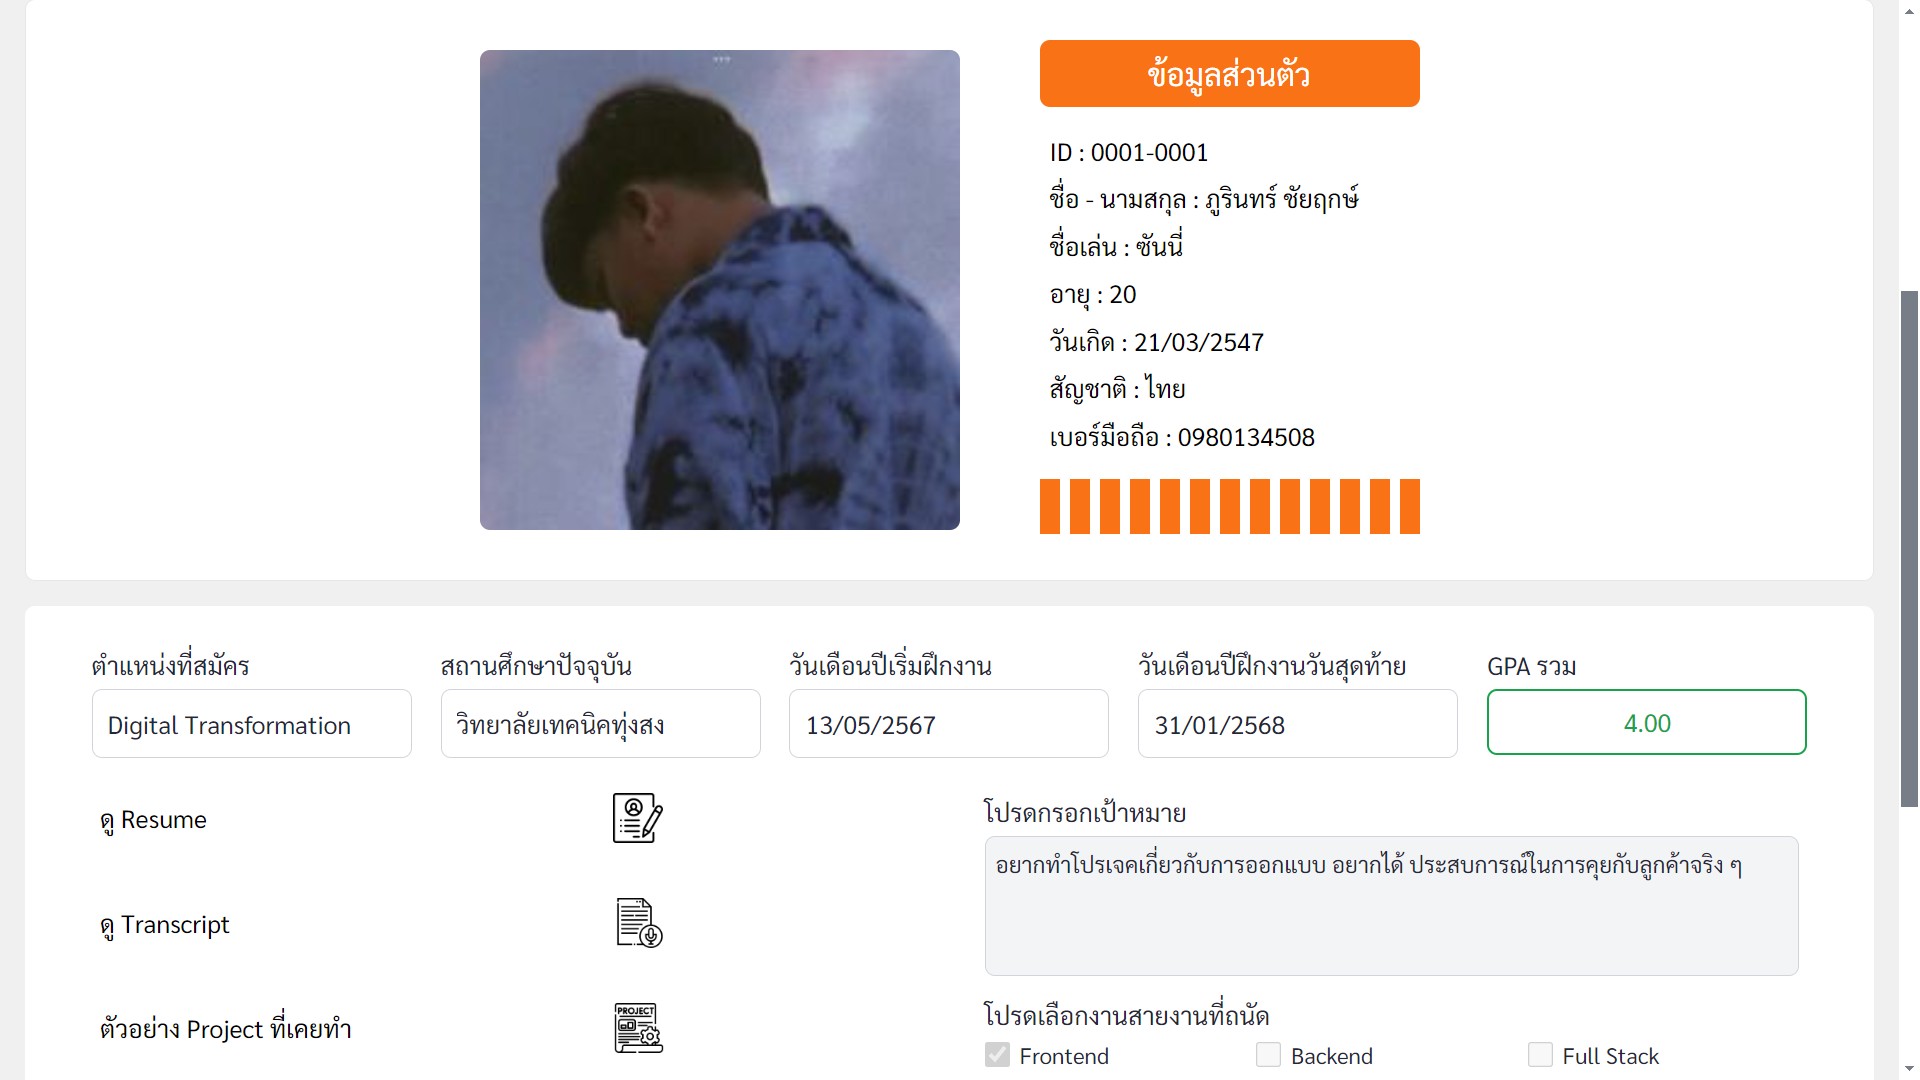 ข้อมูลส่วนตัว
ID : 0001-0001
ชื่อ - นามสกุล : ภูรินทร์ ชัยฤกษ์
ชื่อเล่น : ซันนี่
อายุ : 20
วันเกิด : 21/03/2547
สัญชาติ : ไทย
เบอร์มือถือ : 0980134508
ตำแหน่งที่สมัคร
Digital Transformation
สถานศึกษาปัจจุบัน
วิทยาลัยเทคนิคทุ่งสง
วันเดือนปีเริ่มฝึกงาน
13/05/2567
วันเดือนปีฝึกงานวันสุดท้าย
31/01/2568
GPA รวม
4.00
ดู Resume
ดู Transcript
ตัวอย่าง Project ที่เคยทำ
PROJECT
โปรดกรอกเป้าหมาย
อยากทำโปรเจคเกี่ยวกับการออกแบบ อยากได้ ประสบการณ์ในการคุยกับลูกค้าจริง ๆ
โปรดเลือกงานสายงานที่ถนัด
Frontend
Backend
Full Stack